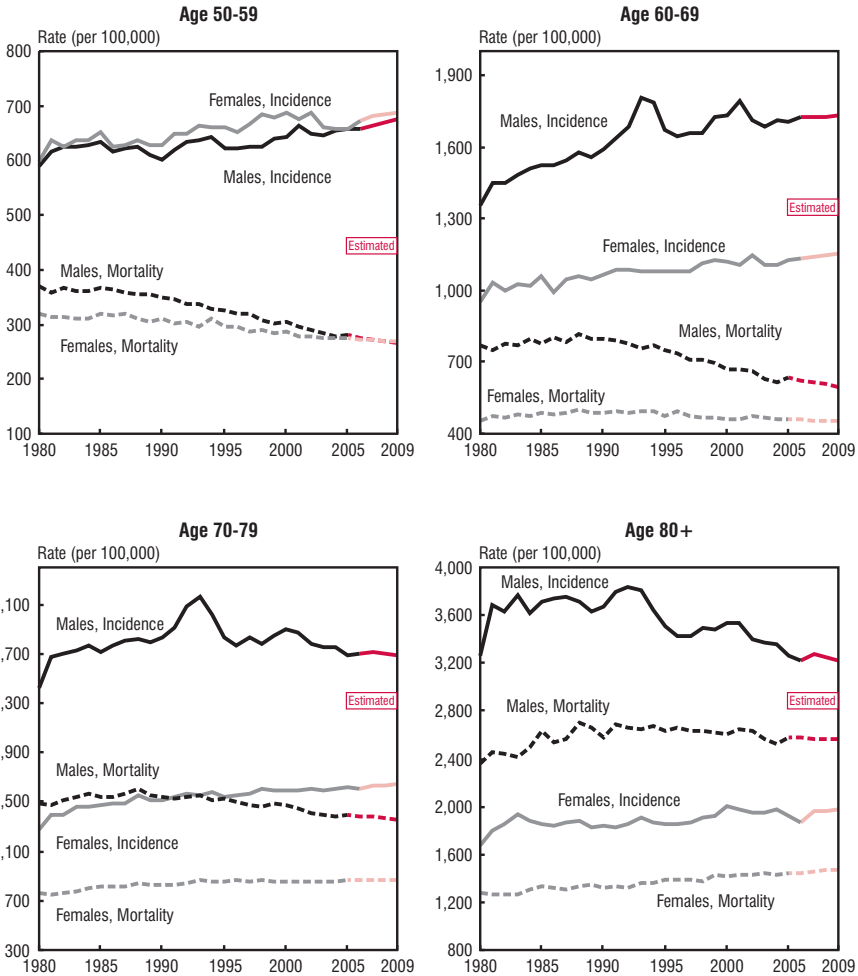 Age 50-59
Rate (per 100,000)
800
700
600
500
400
300
200
100
Females, Incidence
Males, Incidence
Estimated
Males, Mortality
Females, Mortality
1980 1985 1990 1995 2000 2005 2009
Age 60-69
Rate (per 100,000)
1,900
1,600
1,300
1,000
700
400
Males, Incidence
Estimated
Females, Incidence
Males, Mortality
Females, Mortality
1980 1985 1990 1995 2000 2005 2009
Age 70-79
Rate (per 100,000)
,100
,700
,300
,900
,500
,100
700
300
Males, Incidence
Estimated
Males, Mortality
Females, Incidence
Females, Mortality
1980 1985 1990 1995 2000 2005 2009
Age 80+
Rate (per 100,000)
4,000
3,600
3,200
2,800
2,400
2,000
1,600
1,200
800
Males, Incidence
Estimated
Males, Mortality
Females, Incidence
Females, Mortality
1980 1985 1990 1995 2000 2005 2009